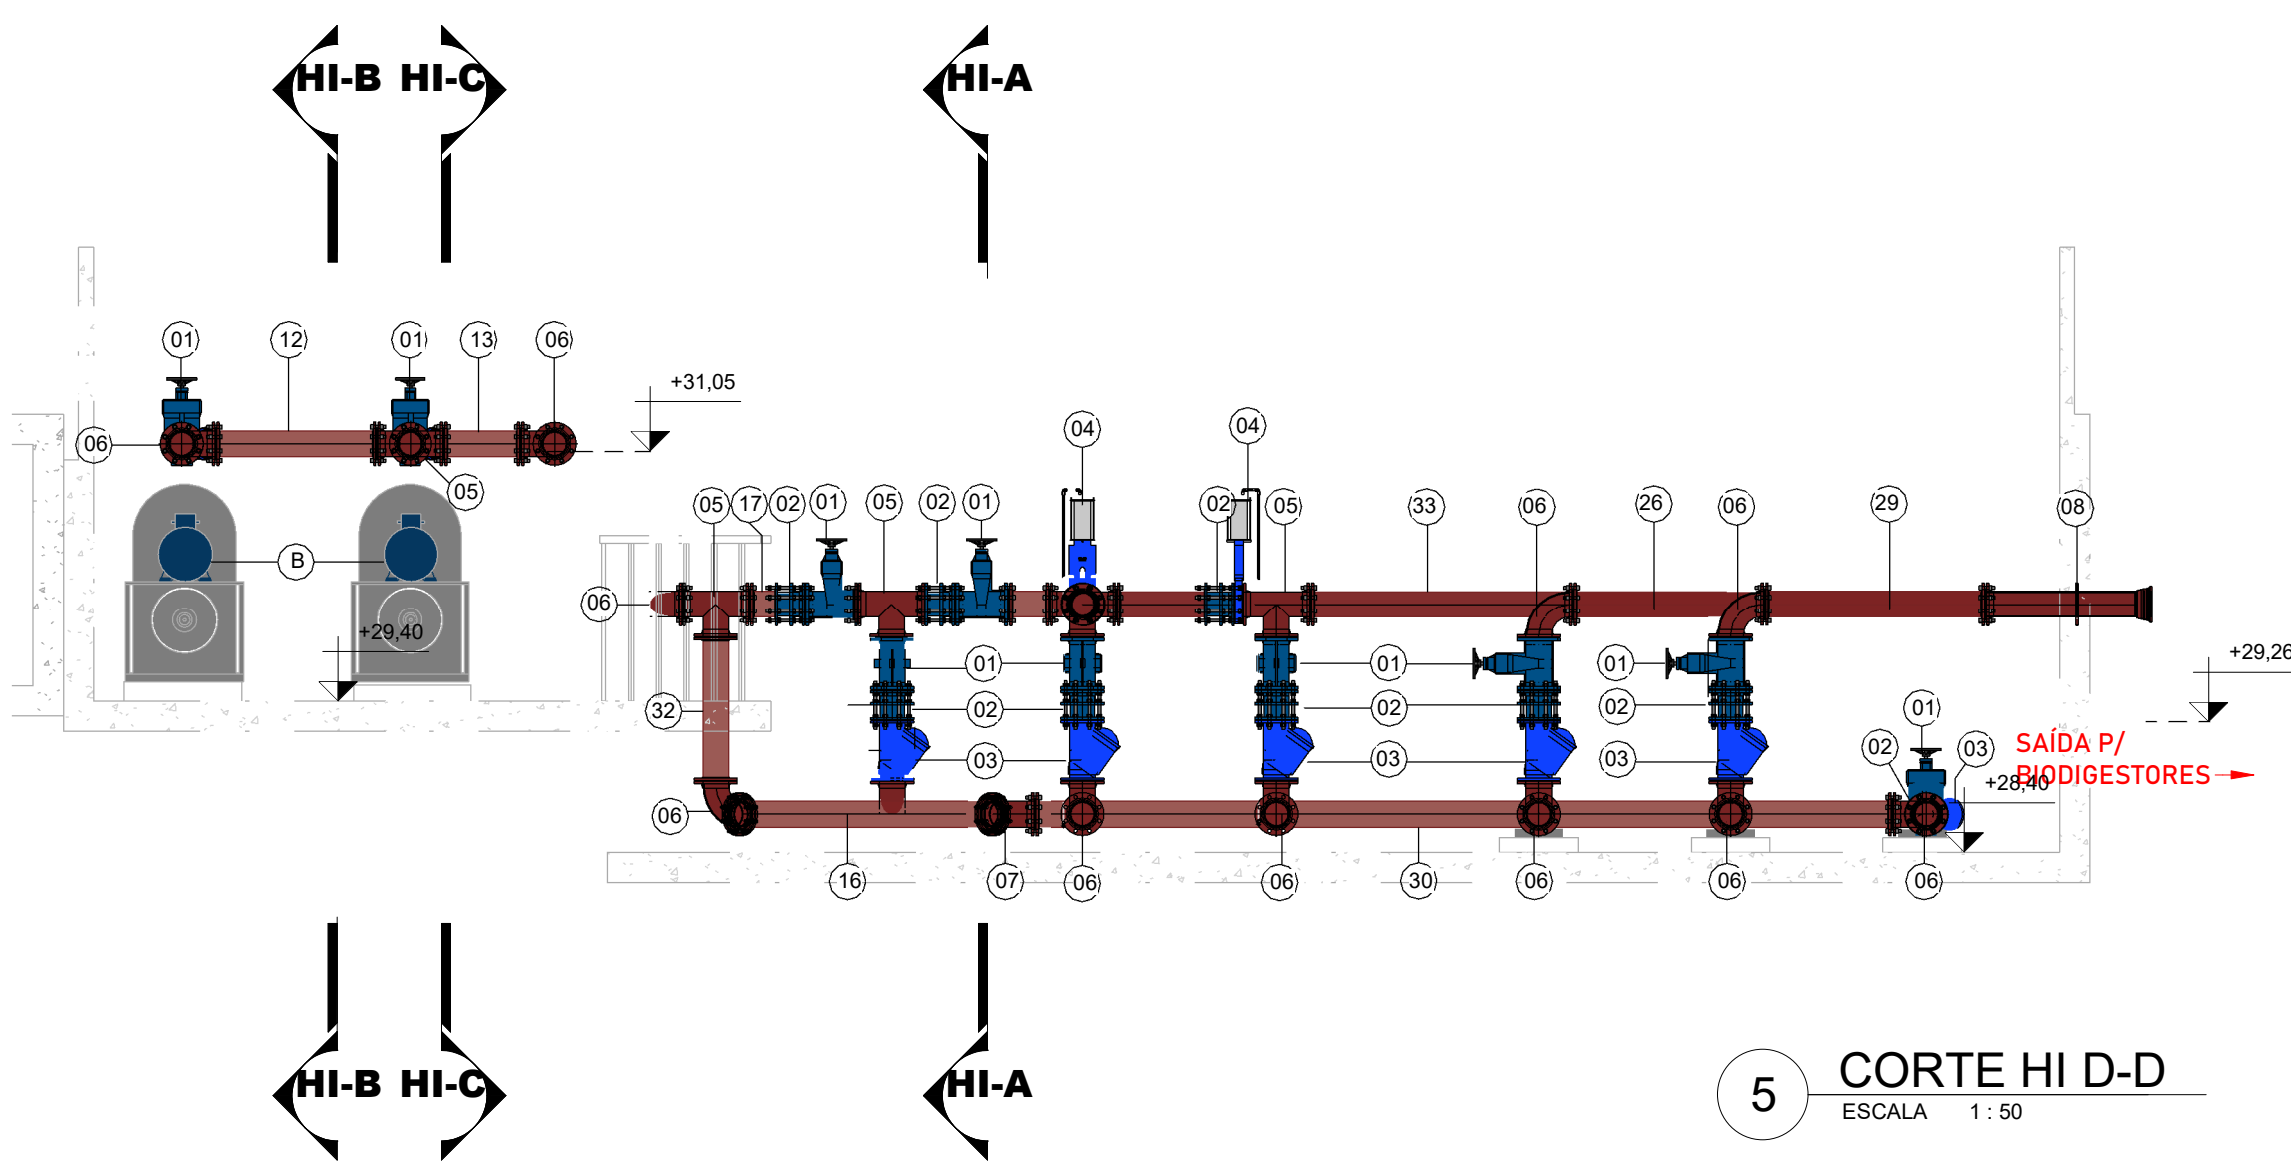 HI-B HI-C HI-A
01 12 01 13 06
+31,05
06
05
04 04
05 17 02 01 05 02 01 02 05 33 06 26 06 29 08
B
06
+29,40
01 01 01
+29,26
32 02 02 02 01
02 03
03 03 03
SAÍDA P/
BIODIGESTORES
+28,40
06
16 07 06 06 30 06 06 06
HI-B HI-C HI-A
5 CORTE HI D-D
ESCALA 1 : 50